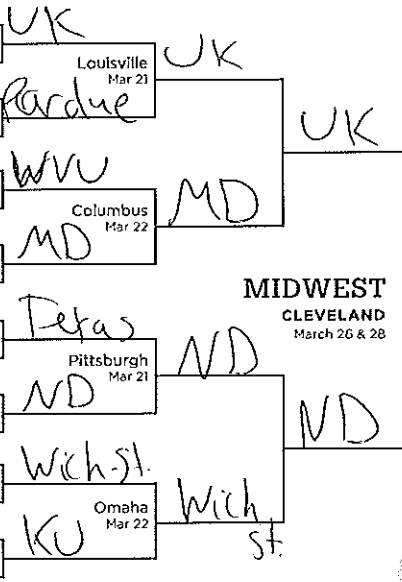 UK
Louisville
Mar 21
UK
Pardue
UK
WVU
Columbus
Mar 22
MD
MD
MIDWEST
CLEVELAND
March 26 & 28
Texas
Pittsburgh
Mar 21
ND
ND
ND
Wich. St.
Omaha
Mar 22
Wich
St.
KU